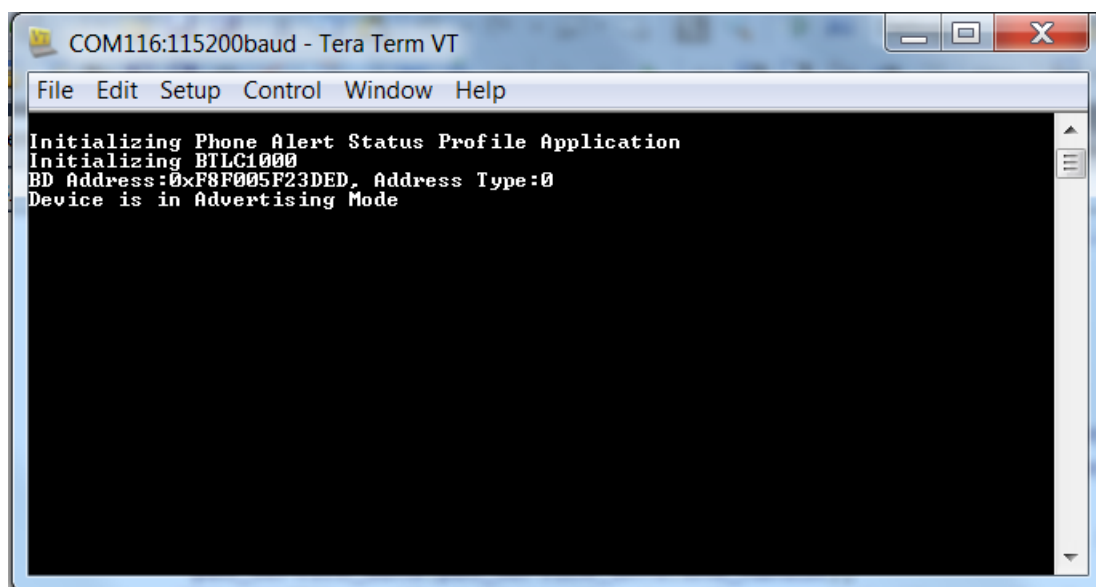 COM116:115200baud - Tera Term VT
File Edit Setup Control Window Help
Initializing Phone Alert Status Profile Application
Initializing BTLC1000
BD Address:0xF8F005F23DED, Address Type:0
Device is in Advertising Mode